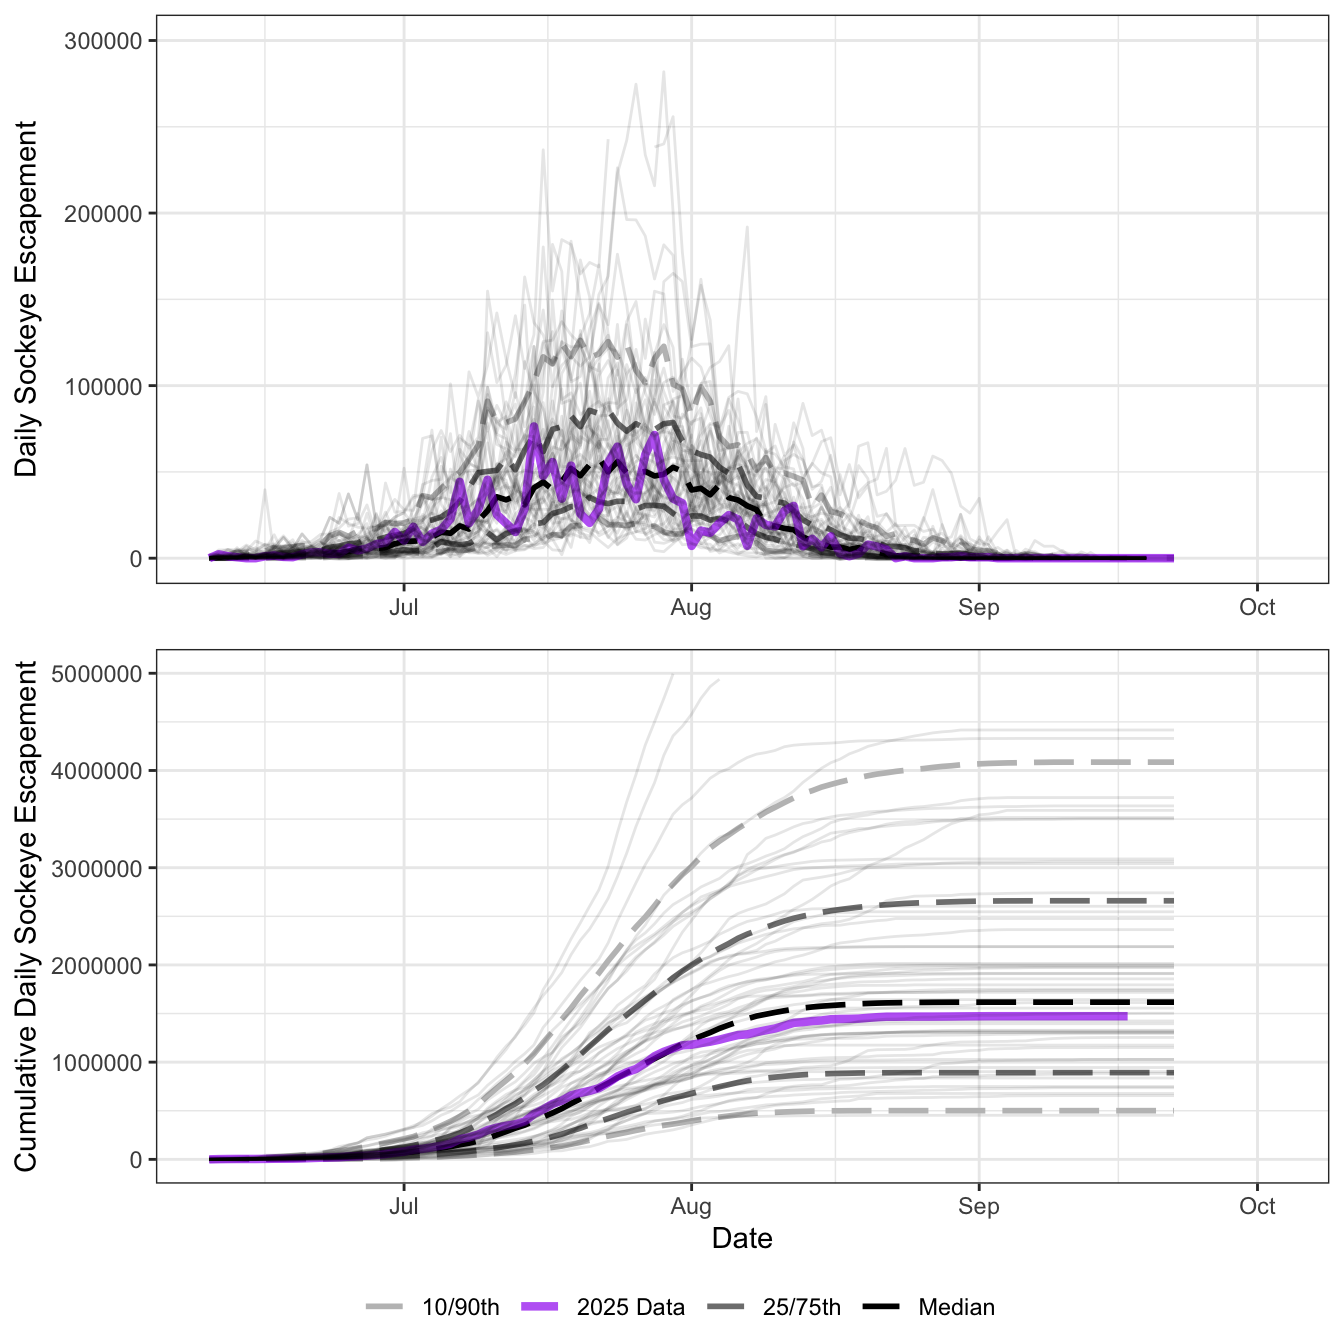 Daily Sockeye Escapement
300000
200000
100000
0
Jul Aug Sep Oct
Cumulative Daily Sockeye Escapement
5000000
4000000
3000000
2000000
1000000
0
Jul Aug Sep Oct
Date
10/90th 2025 Data 25/75th Median